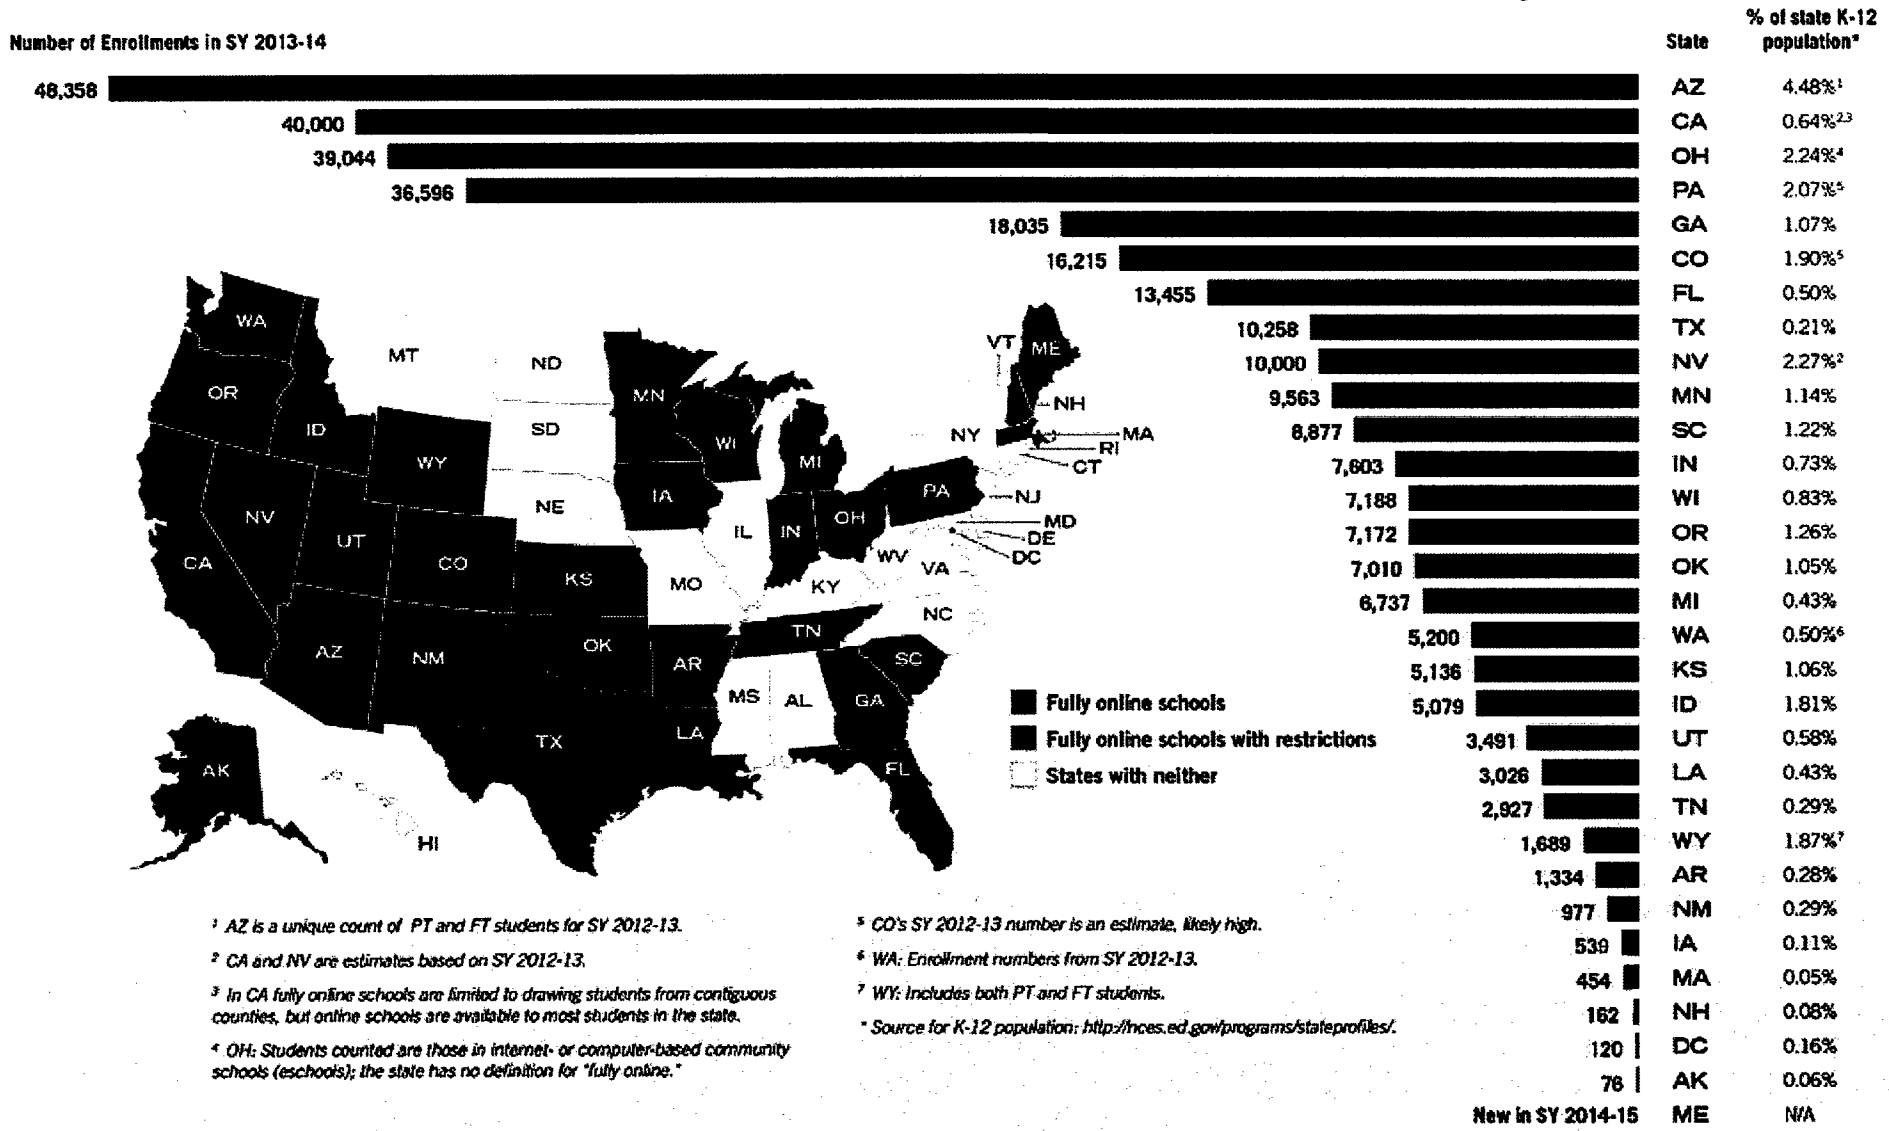 % of state K-12
Number of Enrollments in SY 2013-14 State population*
48,358 AZ 4.48%¹
40,000 CA 0.64%²,³
39,044 OH 2.24%⁴
36,596 PA 2.07%⁵
18,035 GA 1.07%
16,215 CO 1.90%⁵
13,455 FL 0.50%
10,258 TX 0.21%
10,000 NV 2.27%²
9,563 MN 1.14%
8,877 SC 1.22%
7,603 IN 0.73%
7,188 WI 0.83%
7,172 OR 1.26%
7,010 OK 1.05%
6,737 MI 0.43%
5,200 WA 0.50%⁶
5,136 KS 1.06%
5,079 ID 1.81%
3,491 UT 0.58%
3,026 LA 0.43%
2,927 TN 0.29%
1,689 WY 1.87%⁷
1,334 AR 0.28%
977 NM 0.29%
539 IA 0.11%
454 MA 0.05%
162 NH 0.08%
120 DC 0.16%
76 AK 0.06%
New in SY 2014-15 ME N/A
WA
MT
ND
VT
ME
OR
MN
NH
ID
SD
WI
NY
MA
RI
WY
MI
CT
NE
IA
PA
NJ
NV
IL
IN
OH
MD
UT
DE
CA
CO
KS
MO
WV
VA
DC
KY
NC
AZ
NM
OK
AR
TN
SC
MS
AL
GA
TX
LA
AK
FL
HI
Fully online schools
Fully online schools with restrictions
States with neither
¹ AZ is a unique count of PT and FT students for SY 2012-13.
² CA and NV are estimates based on SY 2012-13.
³ In CA fully online schools are limited to drawing students from contiguous
counties, but online schools are available to most students in the state.
⁴ OH: Students counted are those in internet- or computer-based community
schools (eschools); the state has no definition for "fully online."
⁵ CO's SY 2012-13 number is an estimate, likely high.
⁶ WA: Enrollment numbers from SY 2012-13.
⁷ WY: Includes both PT and FT students.
* Source for K-12 population: http://nces.ed.gov/programs/stateprofiles/.